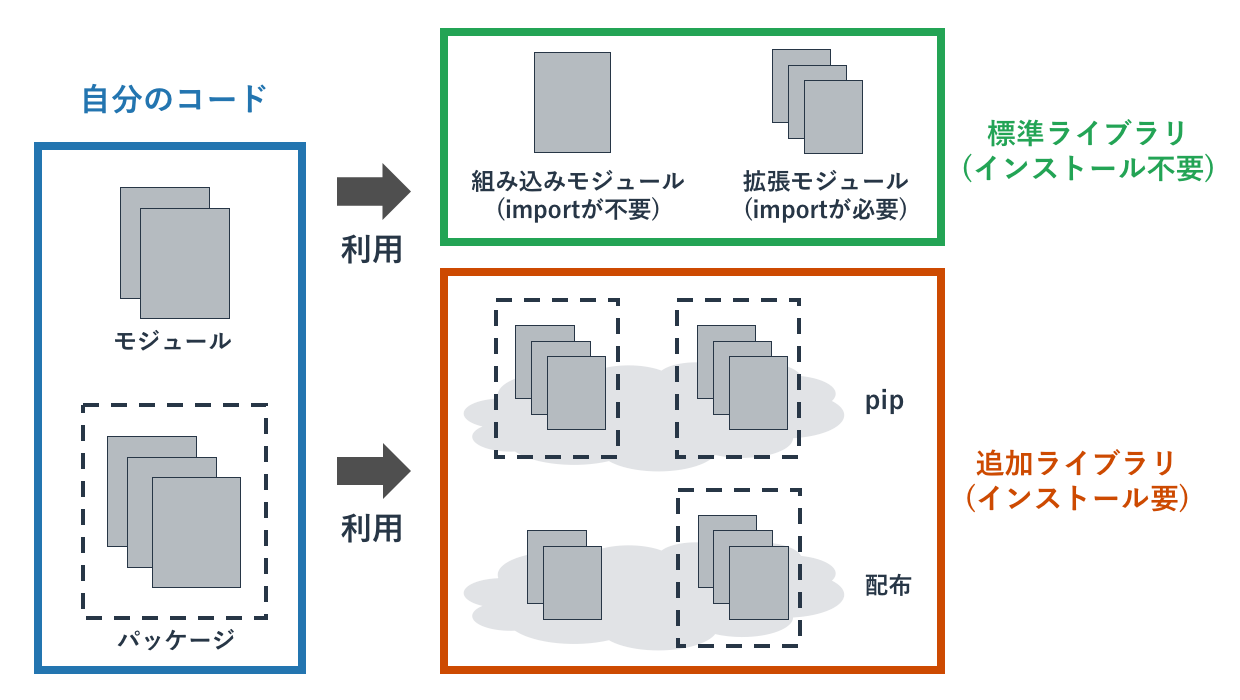 自分のコード
モジュール
パッケージ
利用
利用
組み込みモジュール
(importが不要)
拡張モジュール
(importが必要)
標準ライブラリ
(インストール不要)
pip
配布
追加ライブラリ
(インストール要)